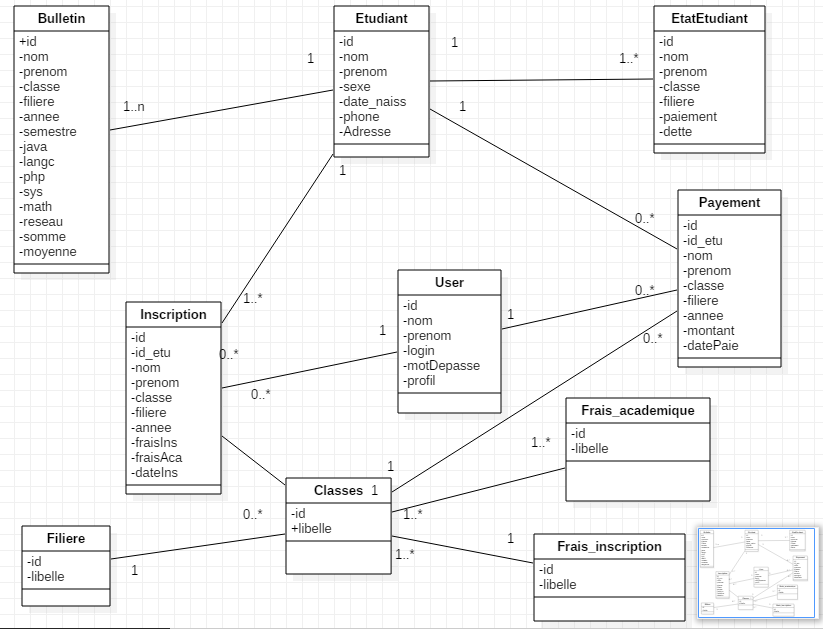 Bulletin
+id
-nom
-prenom
-classe
-filiere
-annee
-semestre
-java
-langc
-php
-sys
-math
-reseau
-somme
-moyenne
1..n
1
Etudiant
-id
-nom
-prenom
-sexe
-date_naiss
-phone
-Adresse
1
1..*
1
EtatEtudiant
-id
-nom
-prenom
-classe
-filiere
-paiement
-dette
1
1..*
0..*
Payement
-id
-id_etu
-nom
-prenom
-classe
-filiere
-annee
-montant
-datePaie
0..*
0..*
Inscription
-id
-id_etu
-nom
-prenom
-classe
-filiere
-annee
-fraisIns
-fraisAca
-dateIns
0..*
0..*
1
User
-id
-nom
-prenom
-login
-motDepasse
-profil
1
Frais_academique
-id
-libelle
1..*
1
Classes
1
-id
+libelle
0..*
1..*
1..*
Filiere
-id
-libelle
1
1
Frais_inscription
-id
-libelle